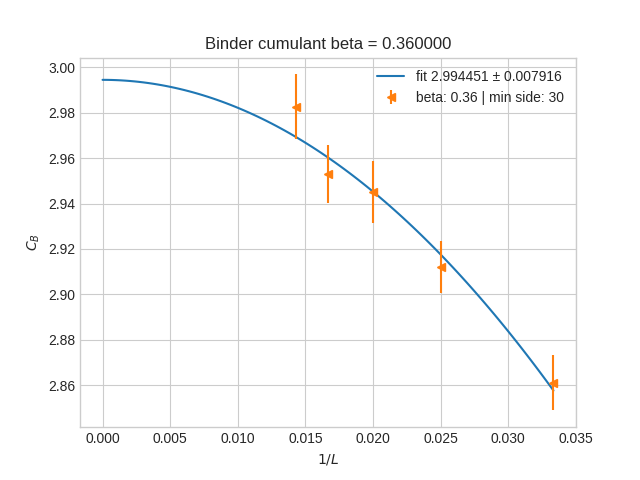 Binder cumulant beta = 0.360000
fit 2.994451 ± 0.007916
beta: 0.36 | min side: 30
C_B
3.00
2.98
2.96
2.94
2.92
2.90
2.88
2.86
0.000 0.005 0.010 0.015 0.020 0.025 0.030 0.035
1/L